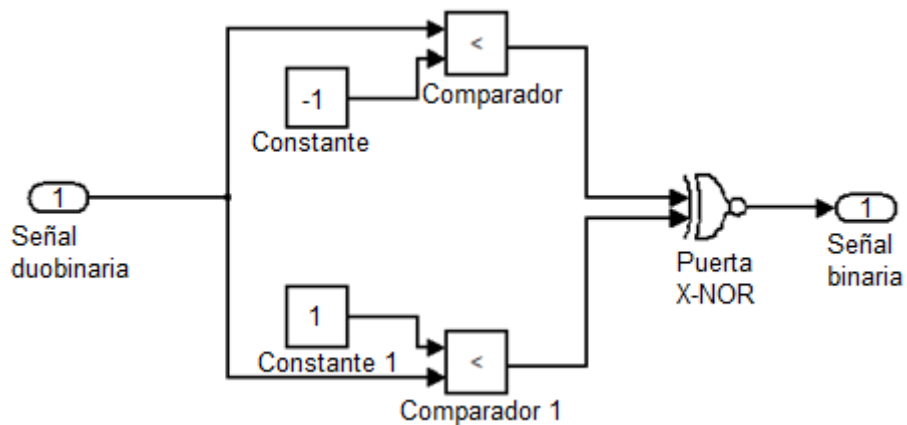 <
Comparador
-1
Constante
1
Señal
duobinaria
Puerta
X-NOR
1
Señal
binaria
1
Constante 1
<
Comparador 1